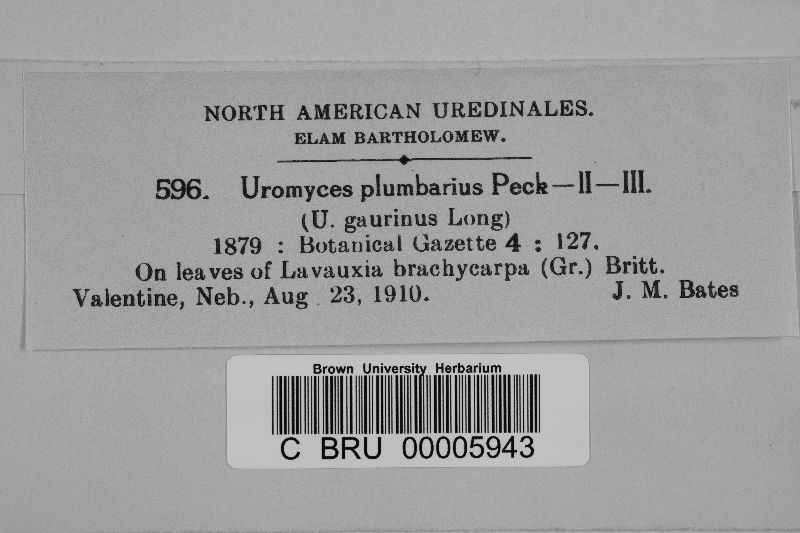 NORTH AMERICAN UREDINALES.
ELAM BARTHOLOMEW.
596. Uromyces plumbarius Peck—II—III.
(U. gaurinus Long)
1879 : Botanical Gazette 4 : 127.
On leaves of Lavauxia brachycarpa (Gr.) Britt.
Valentine, Neb., Aug. 23, 1910. J. M. Bates
Brown University Herbarium
C BRU 00005943